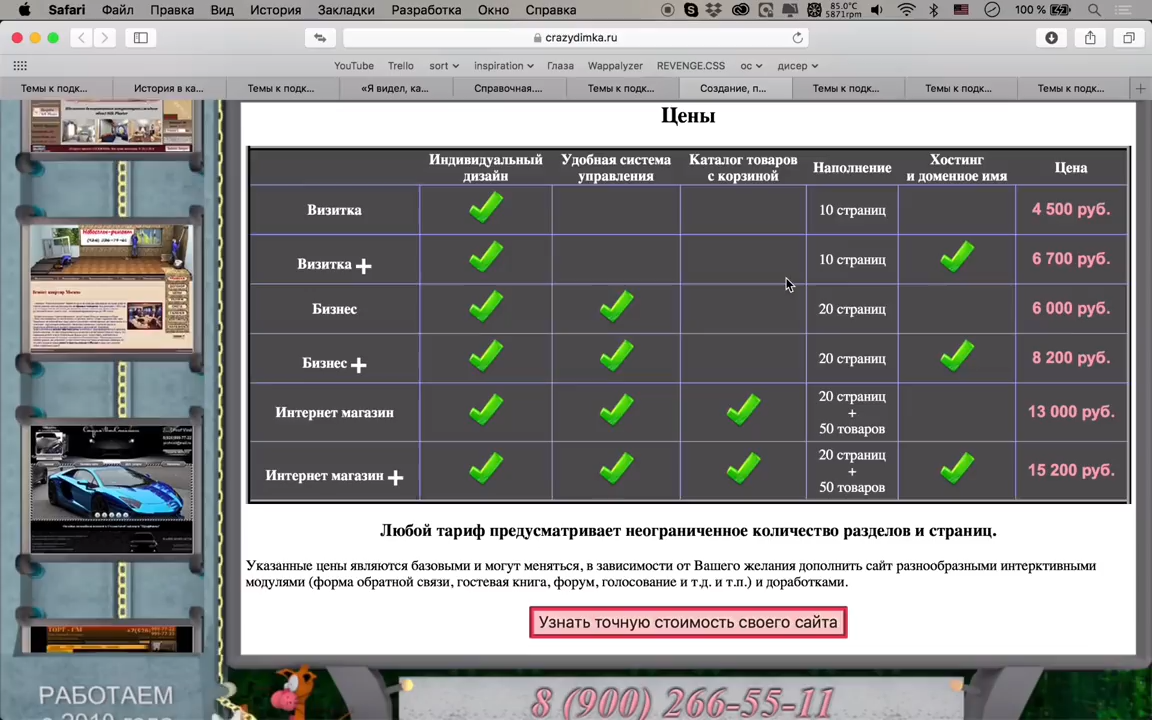 Safari Файл Правка Вид История Закладки Разработка Окно Справка 85.0°C 5871rpm 100 %
crazydimka.ru
YouTube Trello sort inspiration Глаза Wappalyzer REVENGE.CSS ос дисер
Темы к подк... История в ка... Темы к подк... «Я видел, ка... Справочная.... Темы к подк... Создание, п... Темы к подк... Темы к подк... Темы к подк...
Цены
Индивидуальный дизайн Удобная система управления Каталог товаров с корзиной Наполнение Хостинг и доменное имя Цена
Визитка 10 страниц 4 500 руб.
Визитка + 10 страниц 6 700 руб.
Бизнес 20 страниц 6 000 руб.
Бизнес + 20 страниц 8 200 руб.
Интернет магазин 20 страниц + 50 товаров 13 000 руб.
Интернет магазин + 20 страниц + 50 товаров 15 200 руб.
Любой тариф предусматривает неограниченное количество разделов и страниц.
Указанные цены являются базовыми и могут меняться, в зависимости от Вашего желания дополнить сайт разнообразными интерктивными
модулями (форма обратной связи, гостевая книга, форум, голосование и т.д. и т.п.) и доработками.
Узнать точную стоимость своего сайта
РАБОТАЕМ
с 2010 года
8 (900) 266-55-11